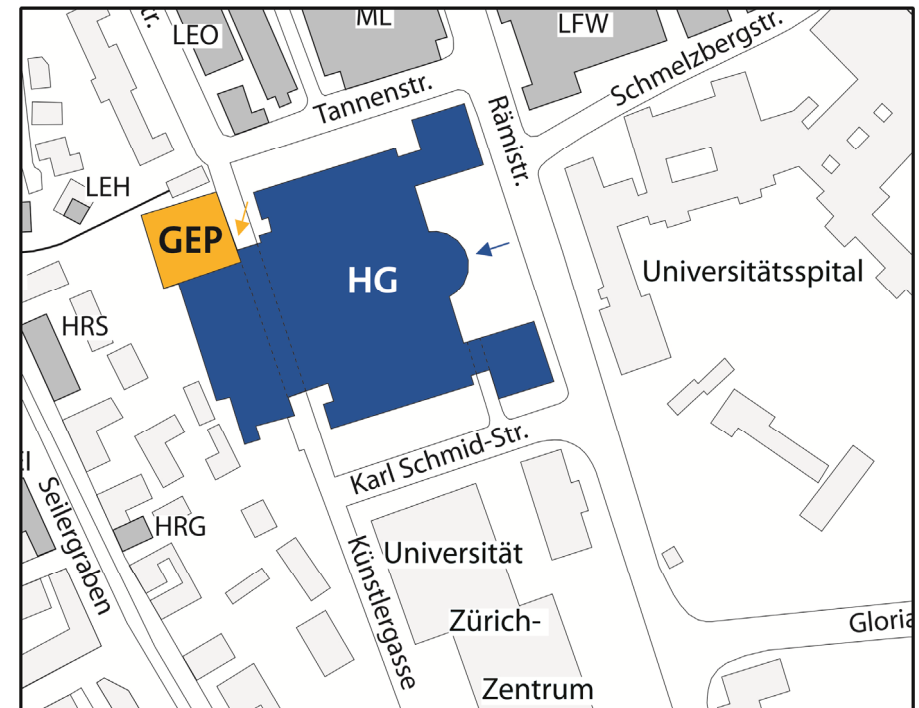 tr.
LEO
ML
LFW
Schmelzbergstr.
Tannenstr.
Rämistr.
LEH
GEP
HG
Universitätsspital
HRS
Karl Schmid-Str.
Seilergraben
HRG
Künstlergasse
Universität
Zürich-
Zentrum
Gloria